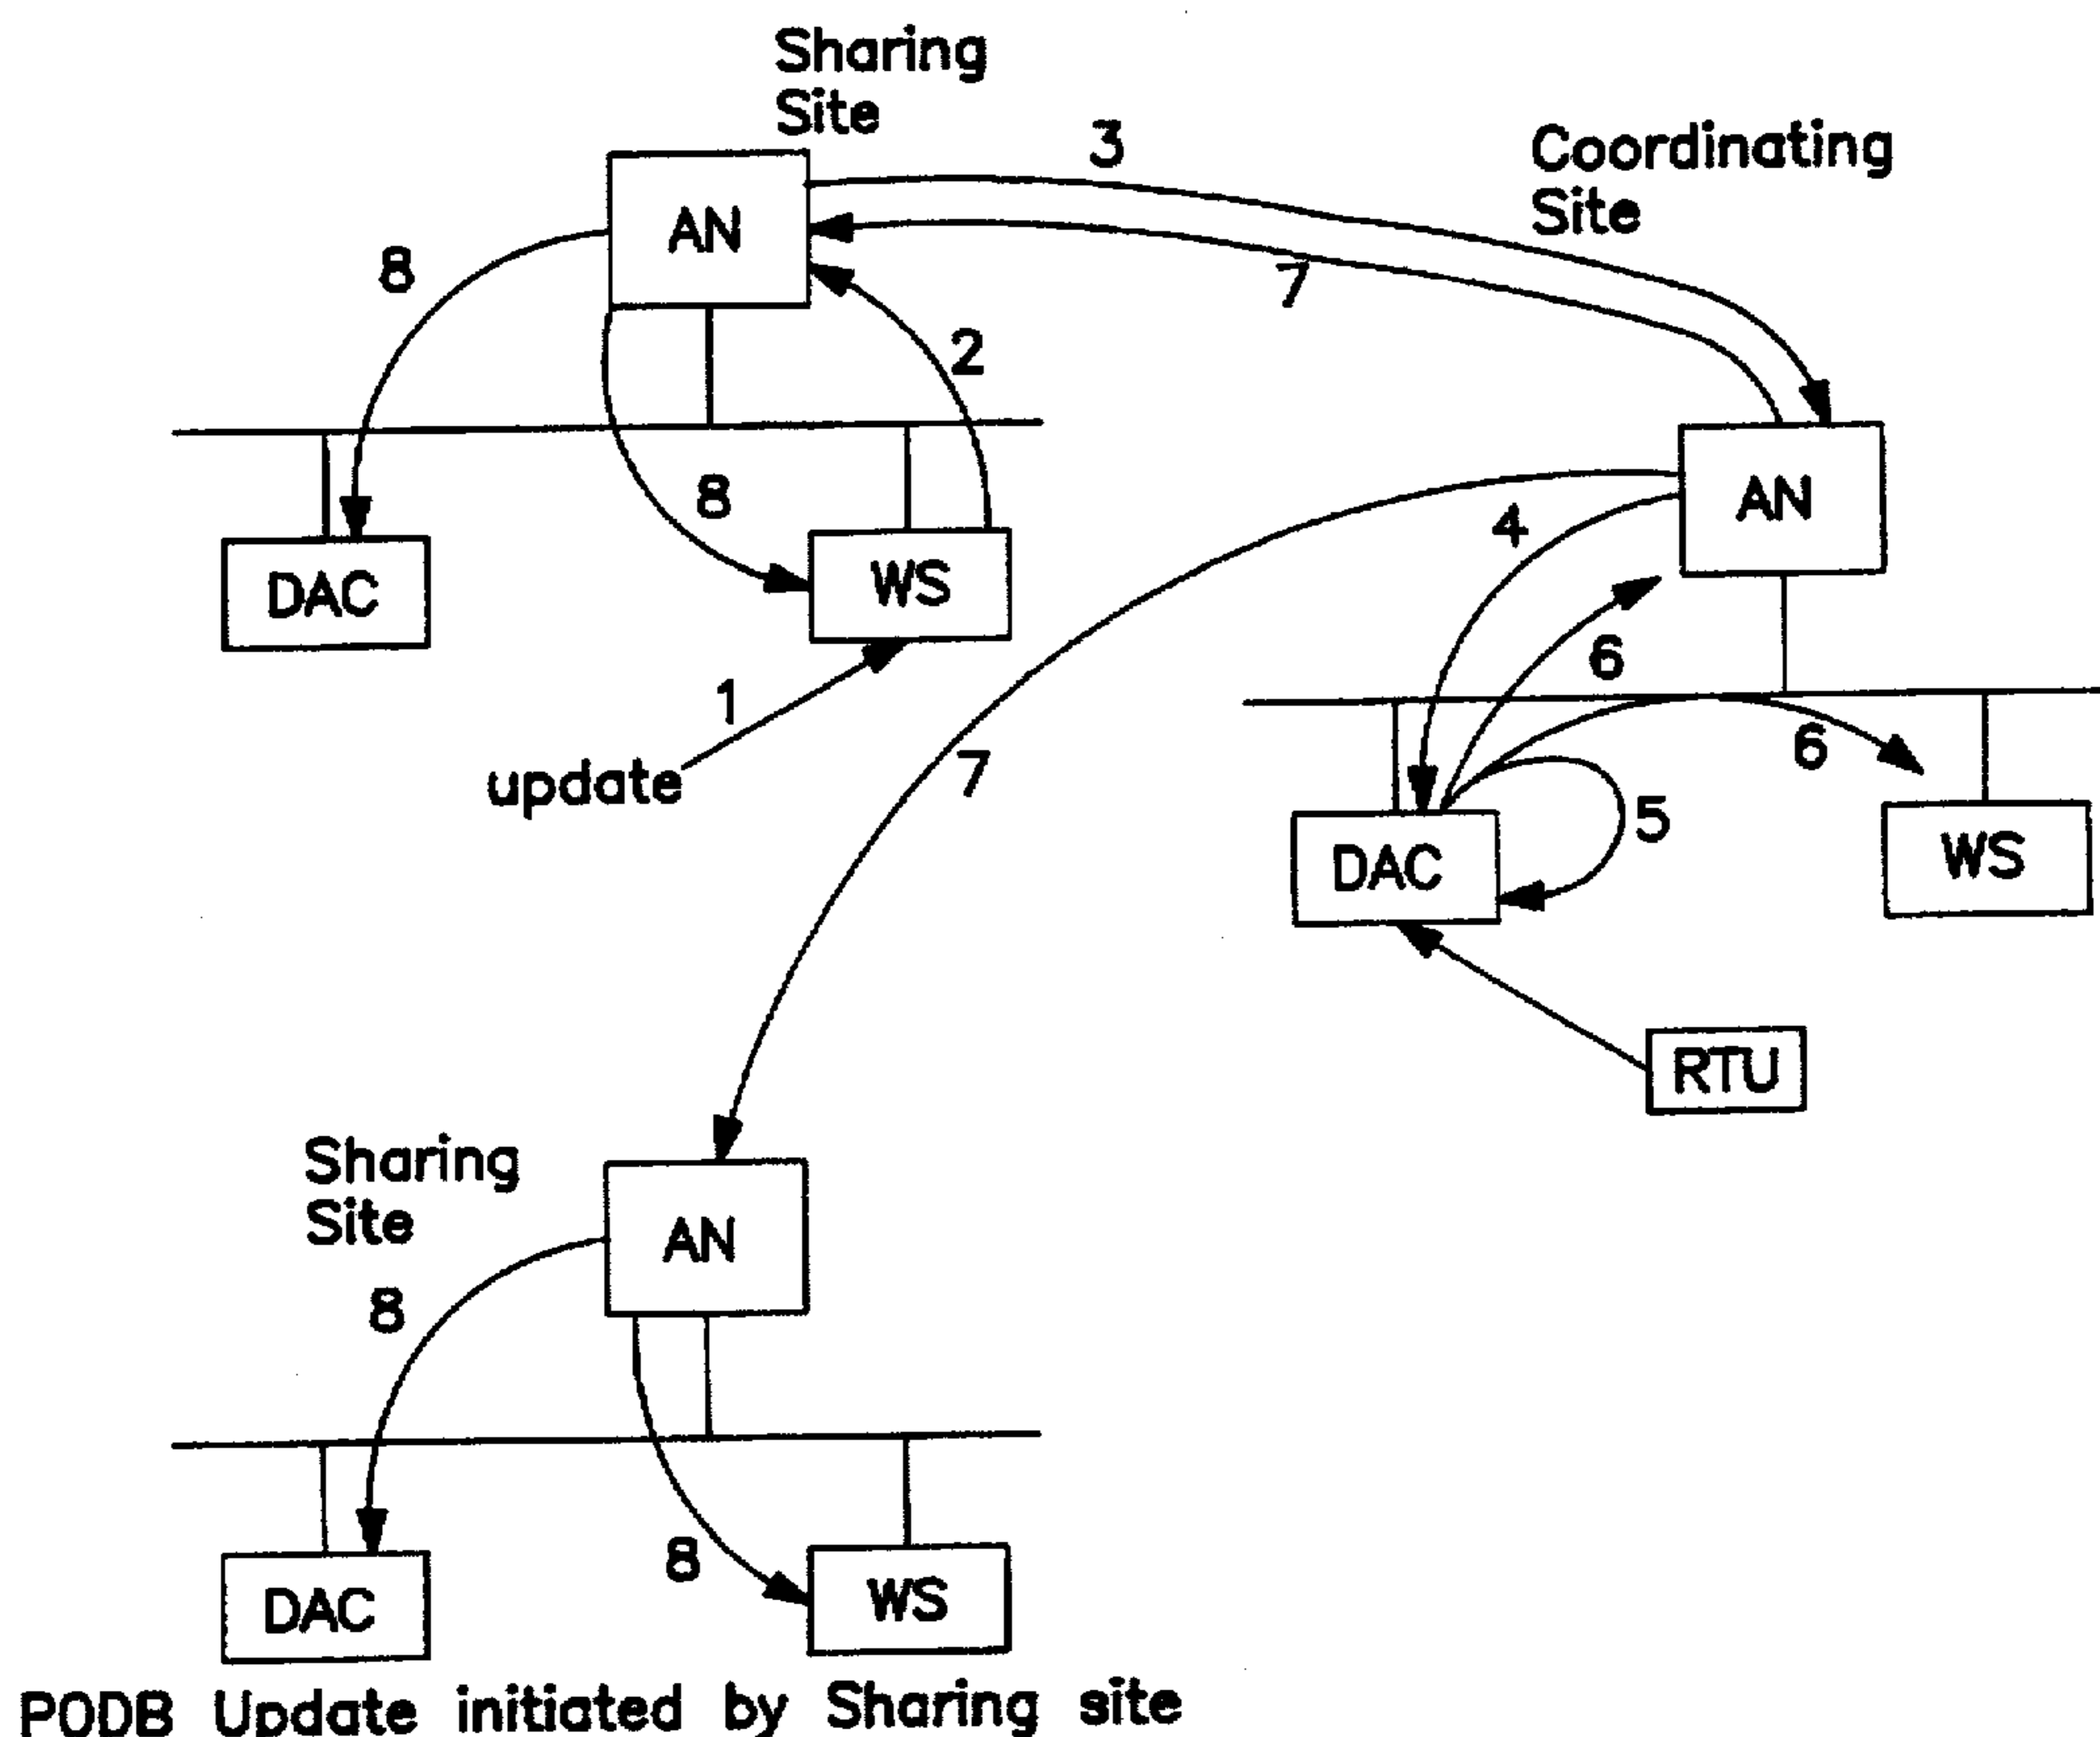 Sharing
Site
3
Coordinating
Site
AN
8
7
2
AN
8
4
DAC
WS
6
1
update
7
6
5
DAC
WS
RTU
Sharing
Site
AN
8
8
DAC
WS
PODB Update initiated by Sharing site